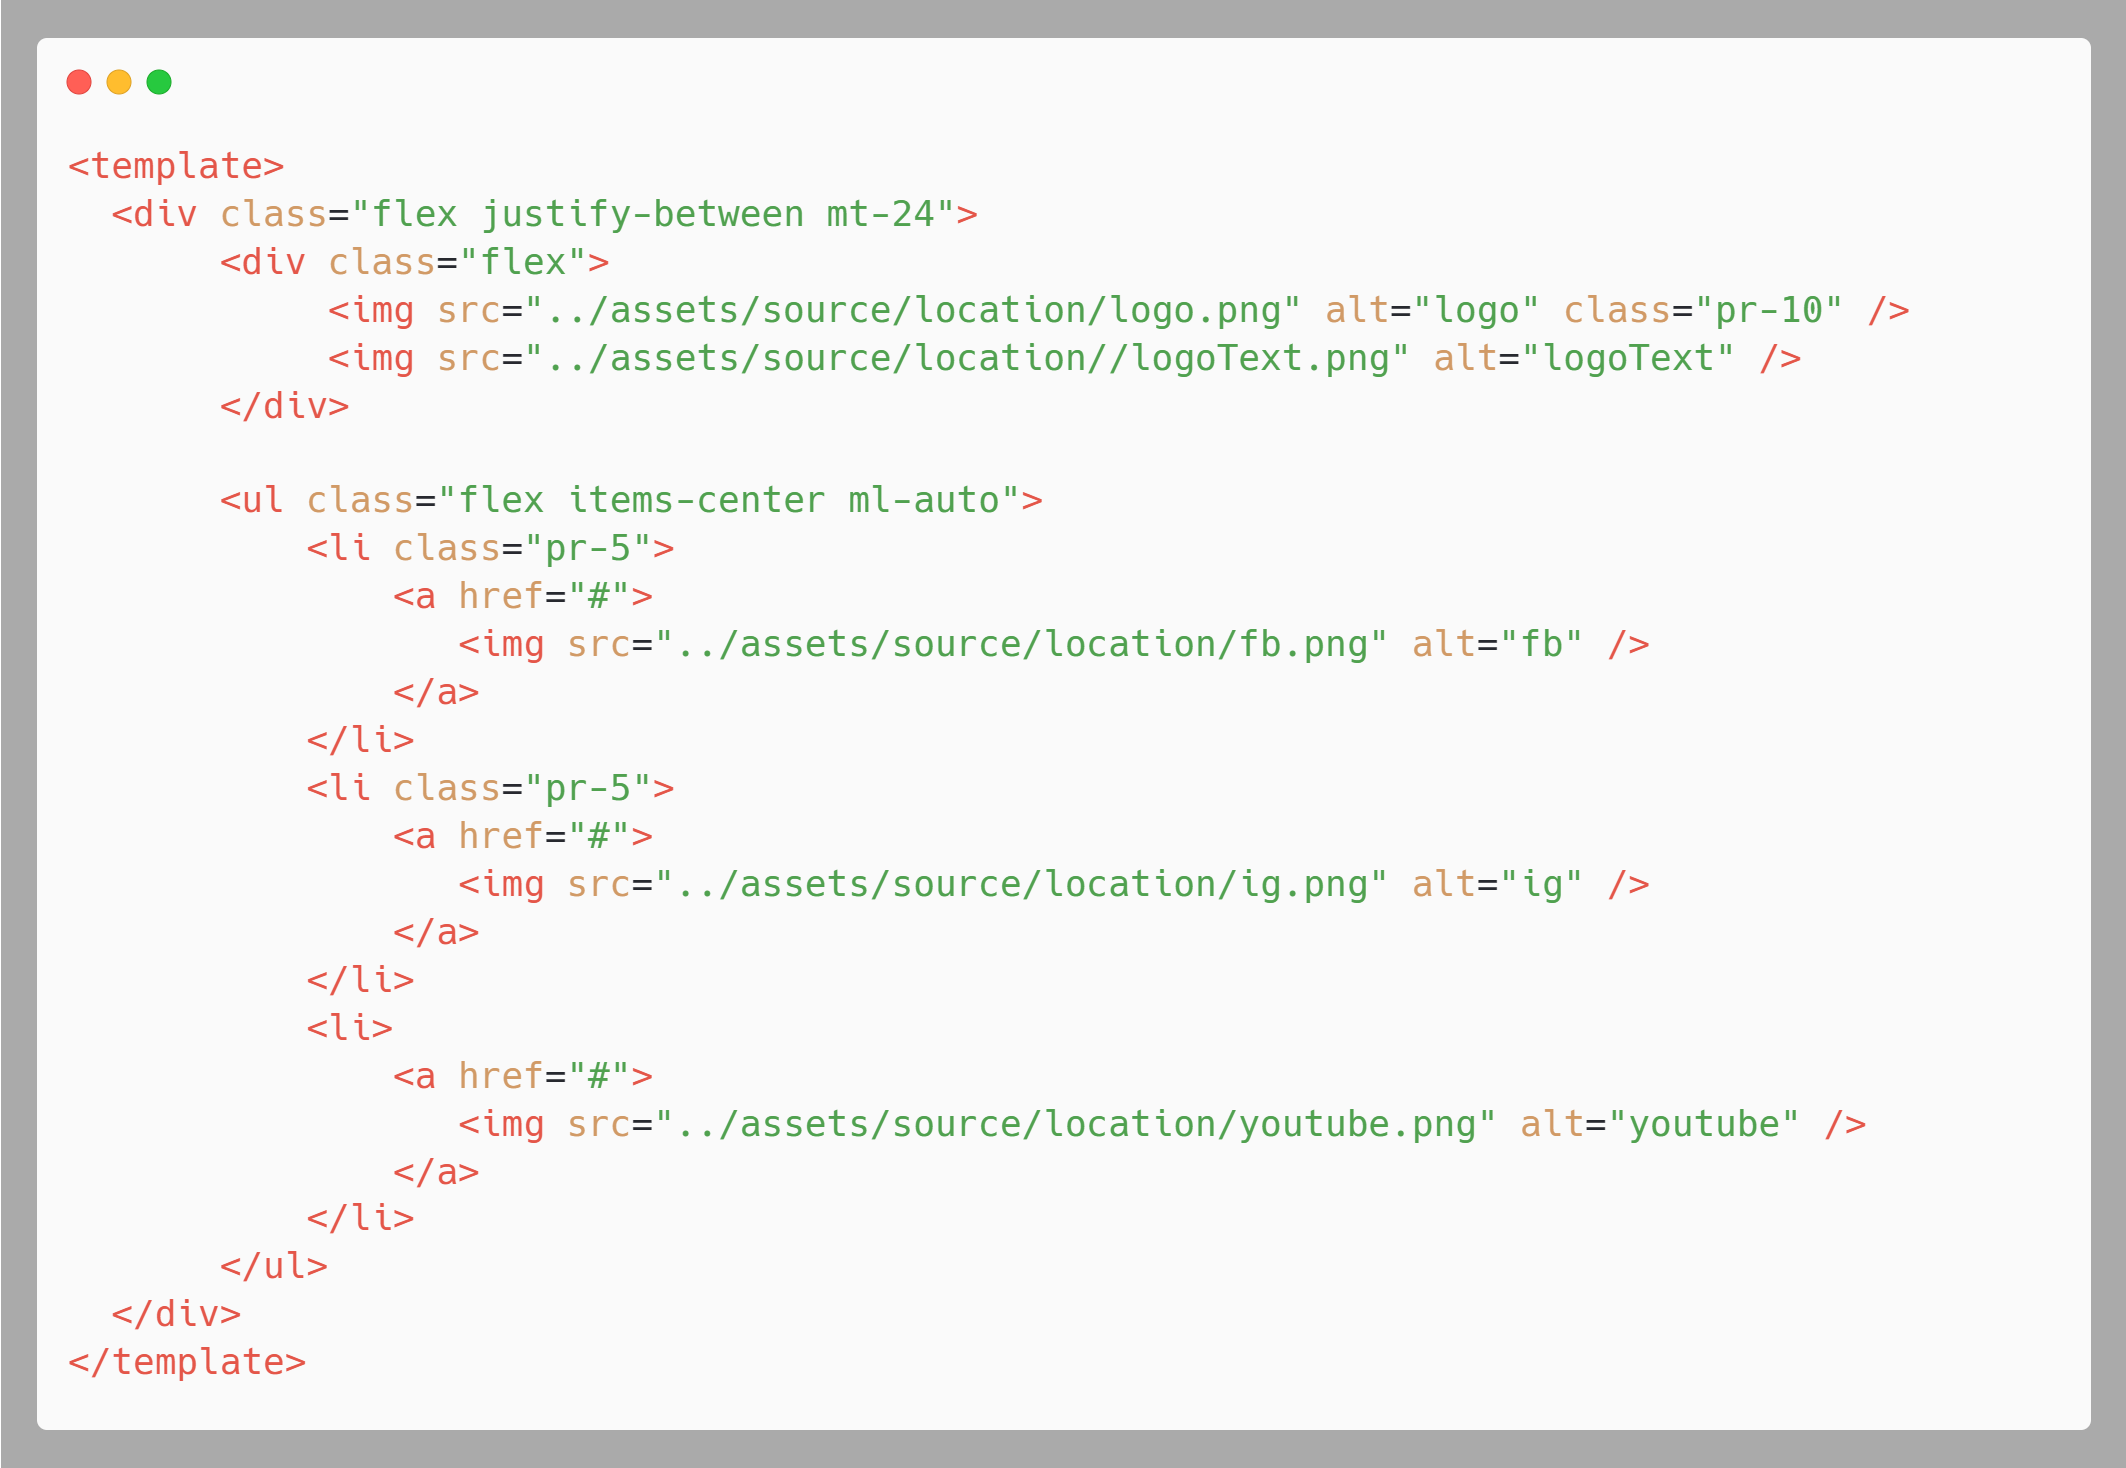 <template>
  <div class="flex justify-between mt-24">
       <div class="flex">
            <img src="../assets/source/location/logo.png" alt="logo" class="pr-10" />
            <img src="../assets/source/location//logoText.png" alt="logoText" />
       </div>

       <ul class="flex items-center ml-auto">
           <li class="pr-5">
               <a href="#">
                  <img src="../assets/source/location/fb.png" alt="fb" />
               </a>
           </li>
           <li class="pr-5">
               <a href="#">
                  <img src="../assets/source/location/ig.png" alt="ig" />
               </a>
           </li>
           <li>
               <a href="#">
                  <img src="../assets/source/location/youtube.png" alt="youtube" />
               </a>
           </li>
       </ul>
  </div>
</template>